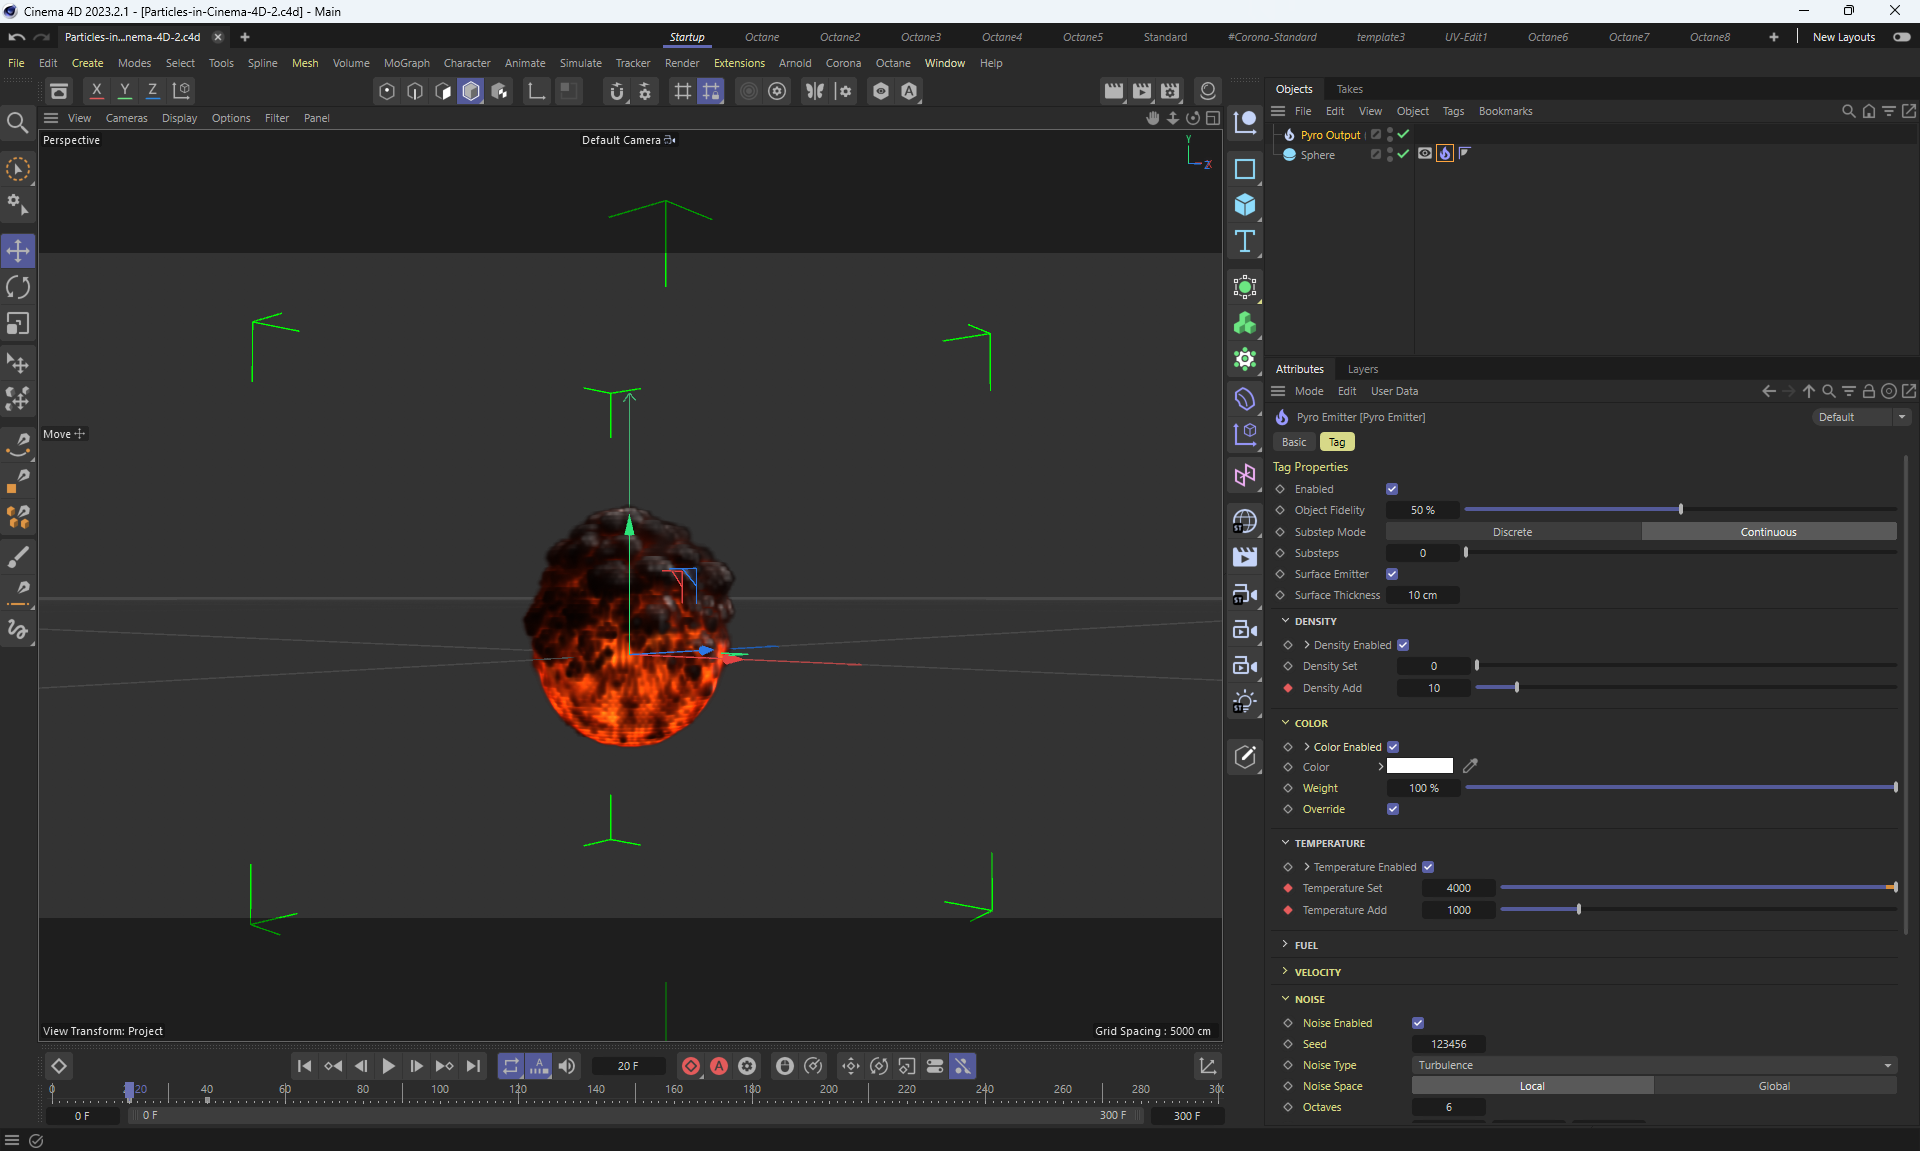 Cinema 4D 2023.2.1 - [Particles-in-Cinema-4D-2.c4d] - Main
Particles-in...nema-4D-2.c4d
Startup Octane Octane2 Octane3 Octane4 Octane5 Standard #Corona-Standard template3 UV-Edit1 Octane6 Octane7 Octane8 New Layouts
File Edit Create Modes Select Tools Spline Mesh Volume MoGraph Character Animate Simulate Tracker Render Extensions Arnold Corona Octane Window Help
X Y Z
Objects Takes
View Cameras Display Options Filter Panel
File Edit View Object Tags Bookmarks
Perspective
Default Camera
Y
Z
X
Pyro Output
Sphere
Move
Attributes Layers
Mode Edit User Data
Pyro Emitter [Pyro Emitter]
Default
Basic Tag
Tag Properties
Enabled
Object Fidelity 50 %
Substep Mode Discrete Continuous
Substeps 0
Surface Emitter
Surface Thickness 10 cm
DENSITY
Density Enabled
Density Set 0
Density Add 10
COLOR
Color Enabled
Color
Weight 100 %
Override
TEMPERATURE
Temperature Enabled
Temperature Set 4000
Temperature Add 1000
FUEL
VELOCITY
NOISE
Noise Enabled
Seed 123456
Noise Type Turbulence
Noise Space Local Global
Octaves 6
ST
ST
ST
View Transform: Project
Grid Spacing : 5000 cm
A
20 F
A
0 20 40 60 80 100 120 140 160 180 200 220 240 260 280 30
0 F 0 F 300 F 300 F